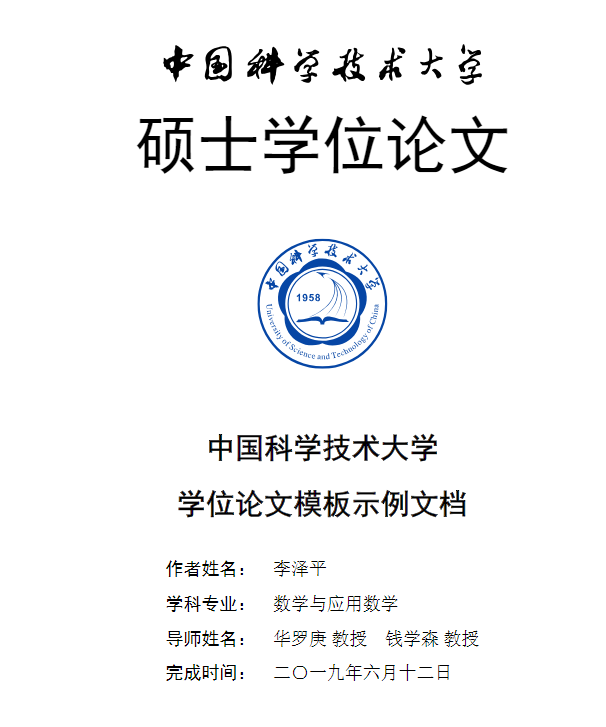 中国科学技术大学
硕士学位论文
中国科学技术大学
1958
University of Science and Technology of China
中国科学技术大学
学位论文模板示例文档
作者姓名： 李泽平
学科专业： 数学与应用数学
导师姓名： 华罗庚 教授 钱学森 教授
完成时间： 二〇一九年六月十二日